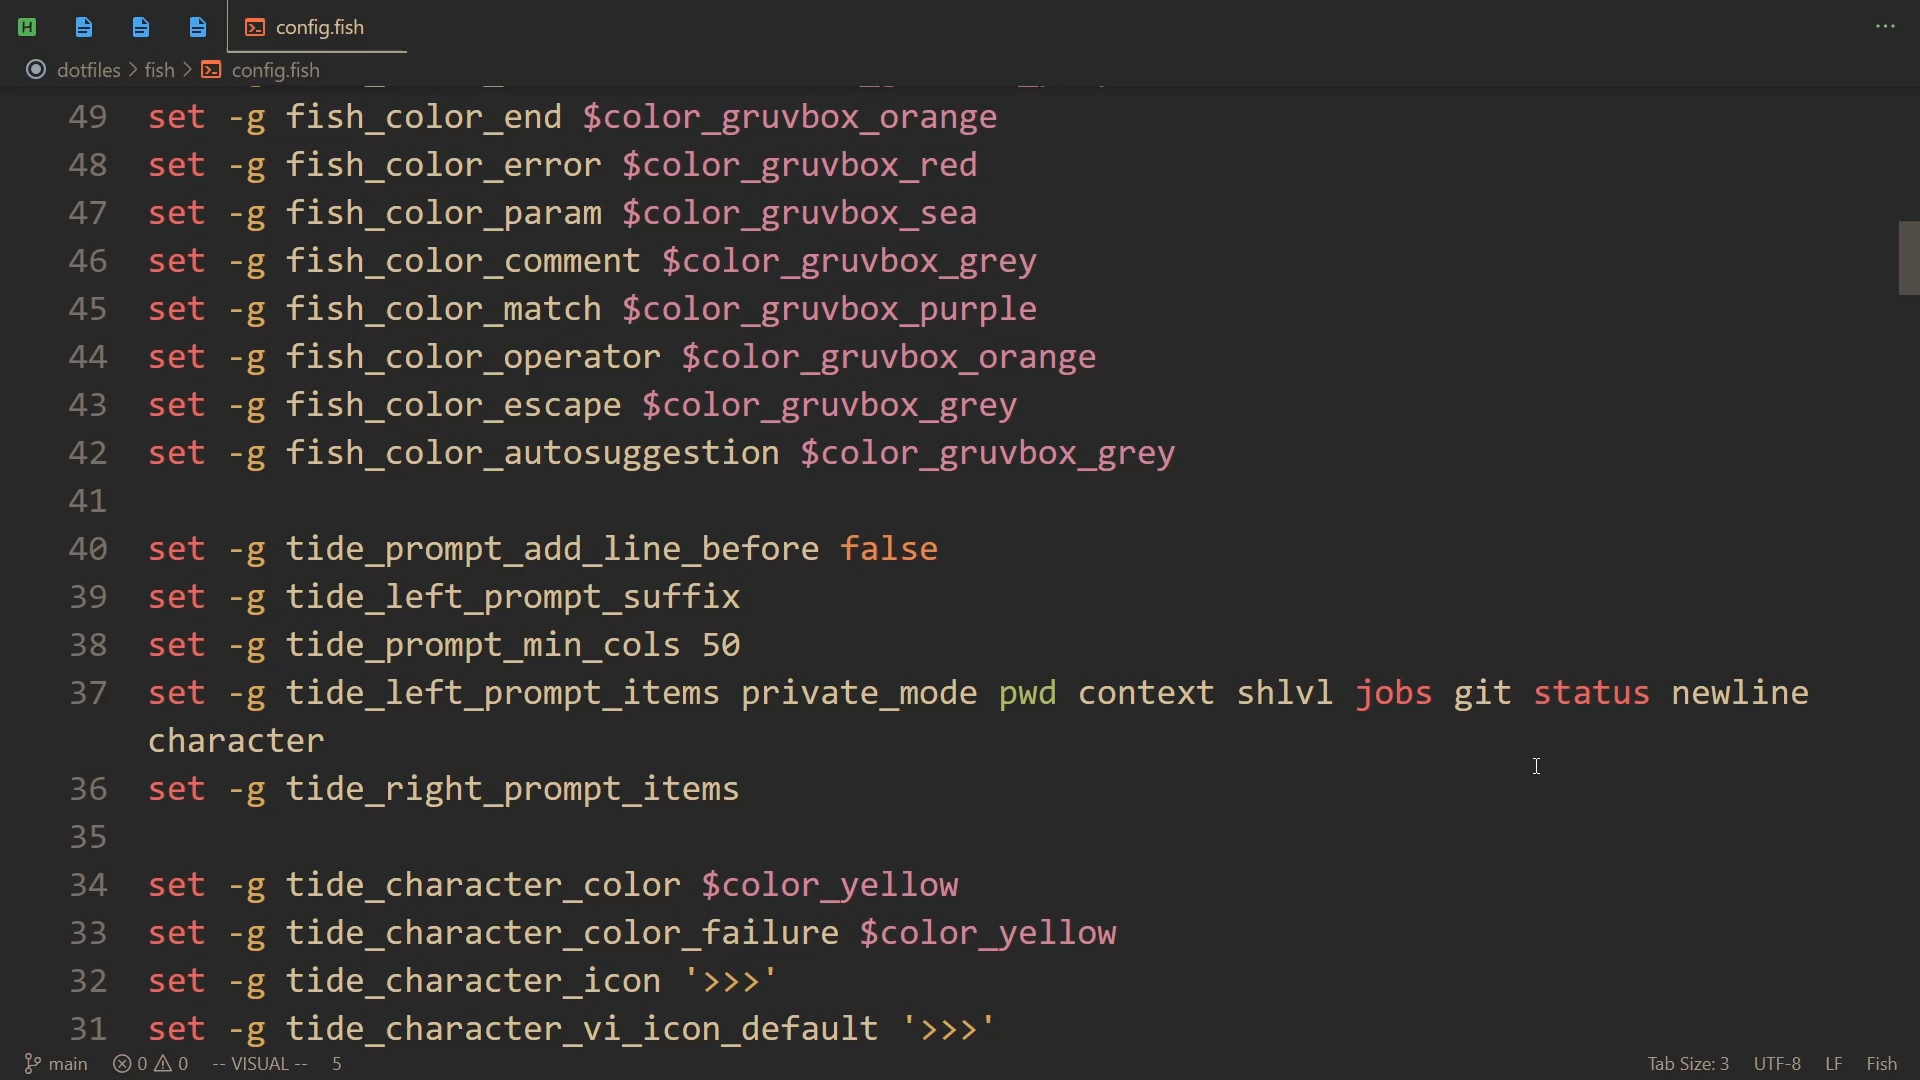 H
config.fish
dotfiles > fish > config.fish
49 set -g fish_color_end $color_gruvbox_orange
48 set -g fish_color_error $color_gruvbox_red
47 set -g fish_color_param $color_gruvbox_sea
46 set -g fish_color_comment $color_gruvbox_grey
45 set -g fish_color_match $color_gruvbox_purple
44 set -g fish_color_operator $color_gruvbox_orange
43 set -g fish_color_escape $color_gruvbox_grey
42 set -g fish_color_autosuggestion $color_gruvbox_grey
41
40 set -g tide_prompt_add_line_before false
39 set -g tide_left_prompt_suffix
38 set -g tide_prompt_min_cols 50
37 set -g tide_left_prompt_items private_mode pwd context shlvl jobs git status newline
character
36 set -g tide_right_prompt_items
35
34 set -g tide_character_color $color_yellow
33 set -g tide_character_color_failure $color_yellow
32 set -g tide_character_icon '>>>'
31 set -g tide_character_vi_icon_default '>>>'
main 0 0 -- VISUAL -- 5 Tab Size: 3 UTF-8 LF Fish